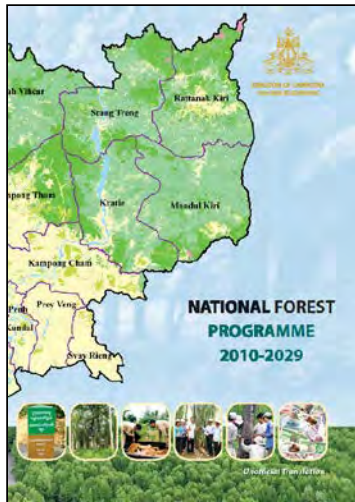 Rattanak Kiri
Stang Treng
Kratie
Mondul Kiri
Kampong Cham
Prey Veng
Svay Rieng
NATIONAL FOREST
PROGRAMME
2010-2029
Unofficial Translation